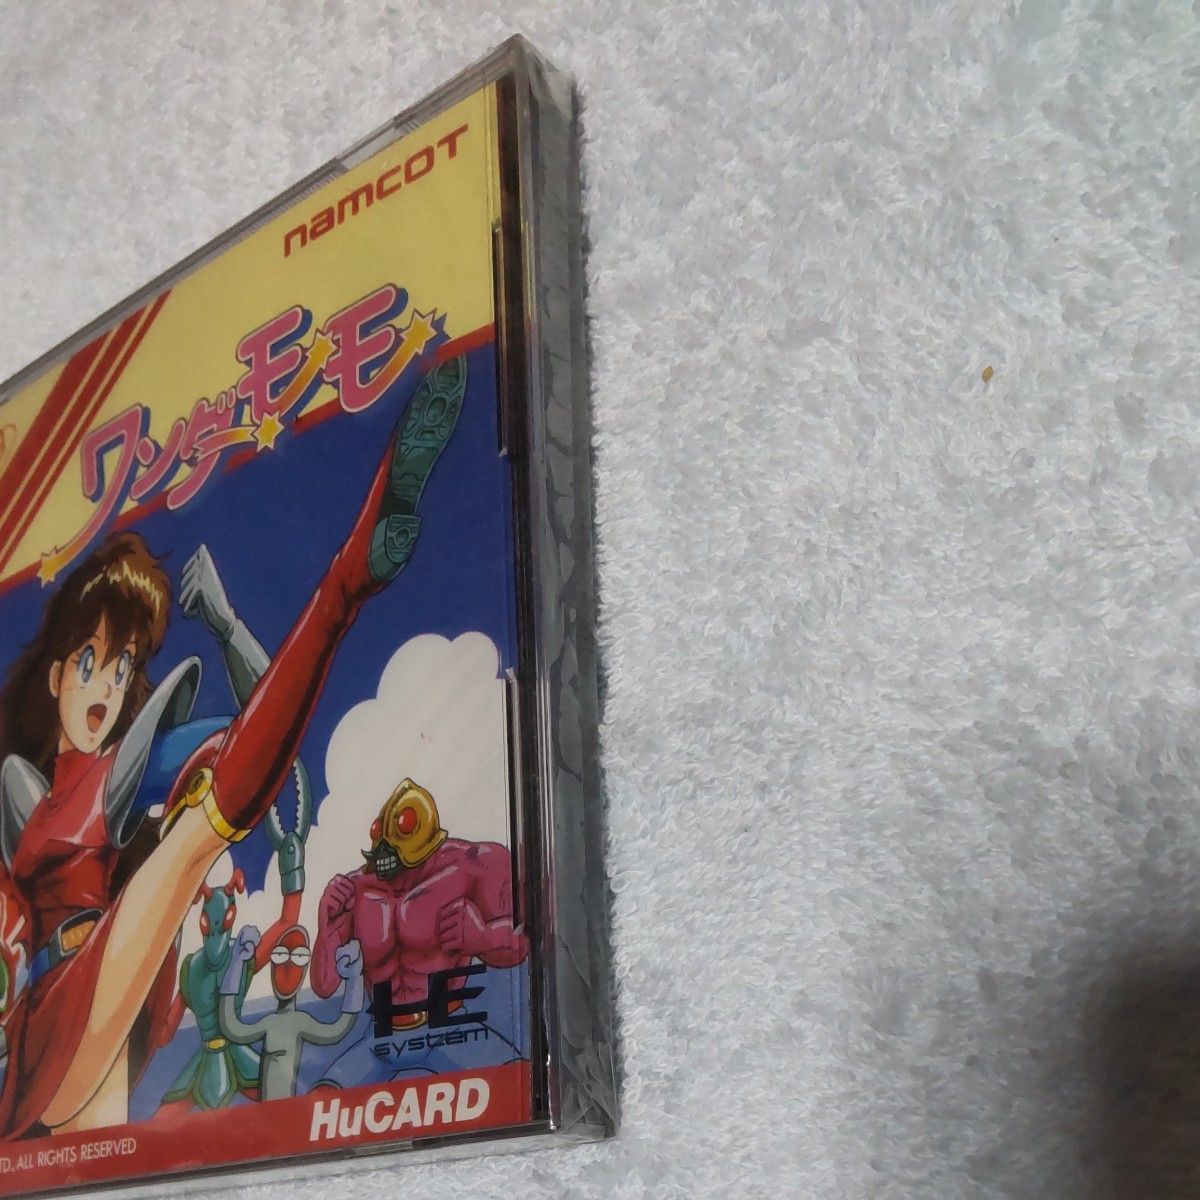 namcoT
ワンダーモモ
HE
system
HuCARD
TD., ALL RIGHTS RESERVED